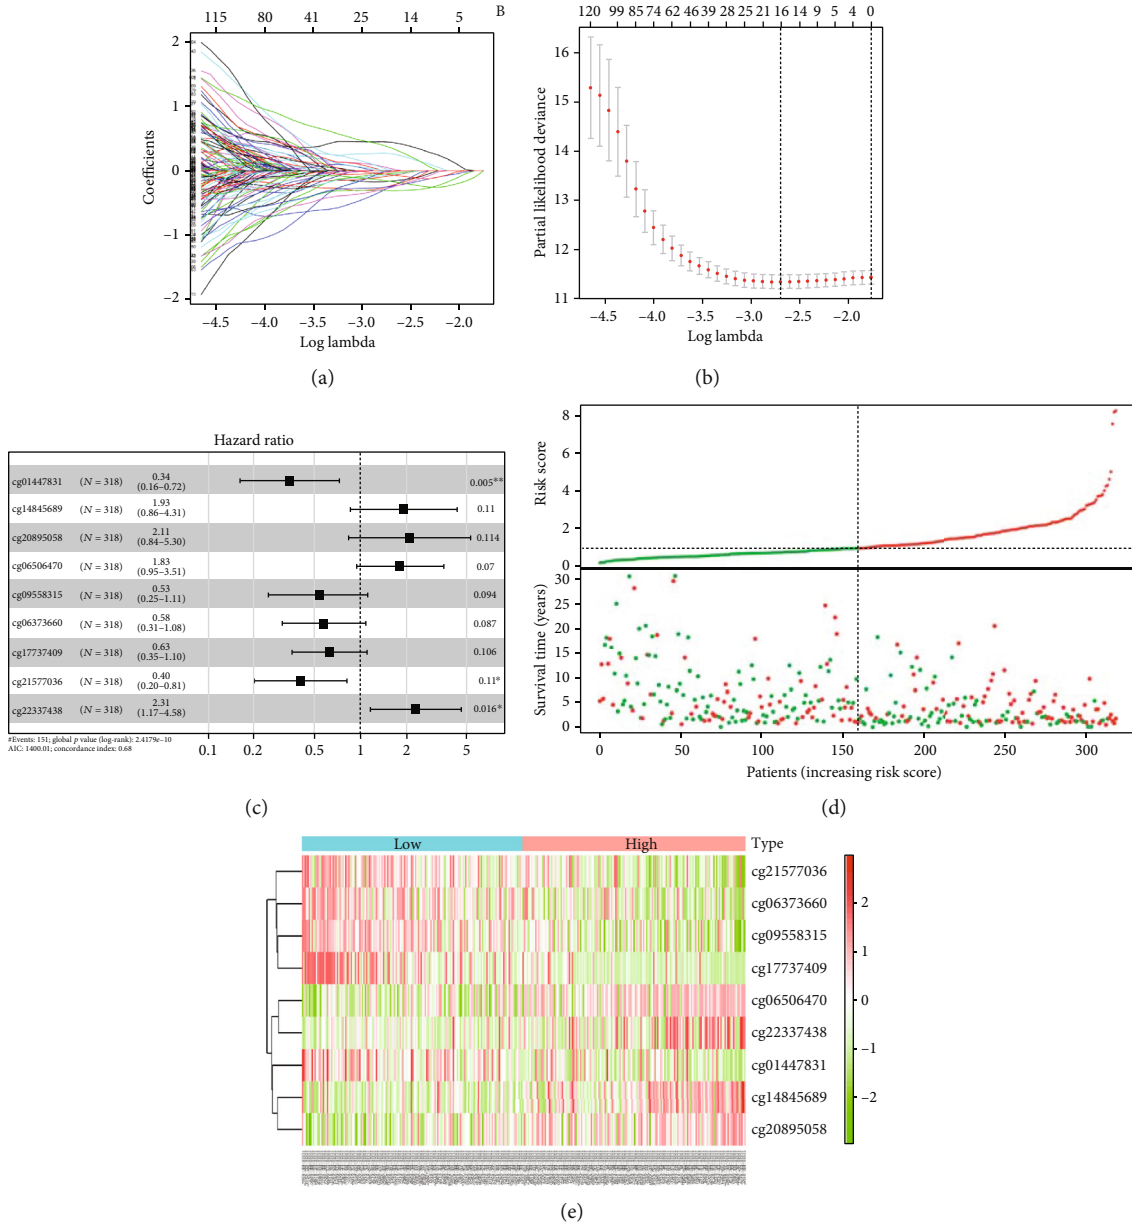 115 80 41 25 14 5 B
2
1
0
−1
−2
Coefficients
−4.5 −4.0 −3.5 −3.0 −2.5 −2.0
Log lambda
(a)
120 99 85 74 62 46 39 28 25 21 16 14 9 5 4 0
16
15
14
13
12
11
Partial likelihood deviance
−4.5 −4.0 −3.5 −3.0 −2.5 −2.0
Log lambda
(b)
Hazard ratio
cg01447831 (N = 318) 0.34 (0.16–0.72) 0.005**
cg14845689 (N = 318) 1.93 (0.86–4.31) 0.11
cg20895058 (N = 318) 2.11 (0.84–5.30) 0.114
cg06506470 (N = 318) 1.83 (0.95–3.51) 0.07
cg09558315 (N = 318) 0.53 (0.25–1.11) 0.094
cg06373660 (N = 318) 0.58 (0.31–1.08) 0.087
cg17737409 (N = 318) 0.63 (0.35–1.10) 0.106
cg21577036 (N = 318) 0.40 (0.20–0.81) 0.11*
cg22337438 (N = 318) 2.31 (1.17–4.58) 0.016*
#Events: 151; global p value (log-rank): 2.4179e–10
AIC: 1400.01; concordance index: 0.68
0.1 0.2 0.5 1 2 5
(c)
8
6
4
2
0
Risk score
30
25
20
15
10
5
0
Survival time (years)
0 50 100 150 200 250 300
Patients (increasing risk score)
(d)
Low High Type
cg21577036
cg06373660
cg09558315
cg17737409
cg06506470
cg22337438
cg01447831
cg14845689
cg20895058
2
1
0
−1
−2
(e)